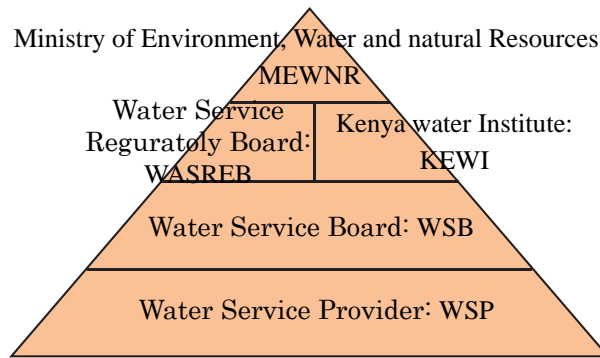 Ministry of Environment, Water and natural Resources
MEWNR
Water Service
Reguratoly Board:
WASREB
Kenya water Institute:
KEWI
Water Service Board: WSB
Water Service Provider: WSP